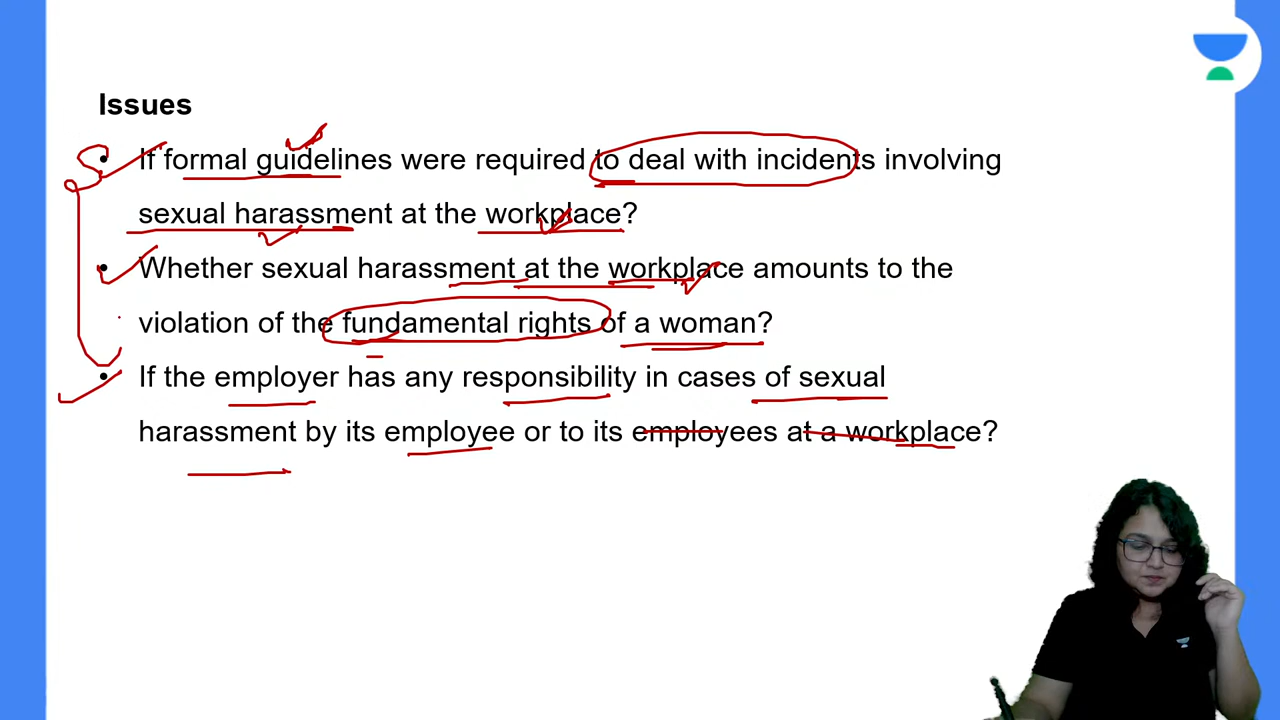 Issues
• If formal guidelines were required to deal with incidents involving
sexual harassment at the workplace?
• Whether sexual harassment at the workplace amounts to the
violation of the fundamental rights of a woman?
• If the employer has any responsibility in cases of sexual
harassment by its employee or to its employees at a workplace?